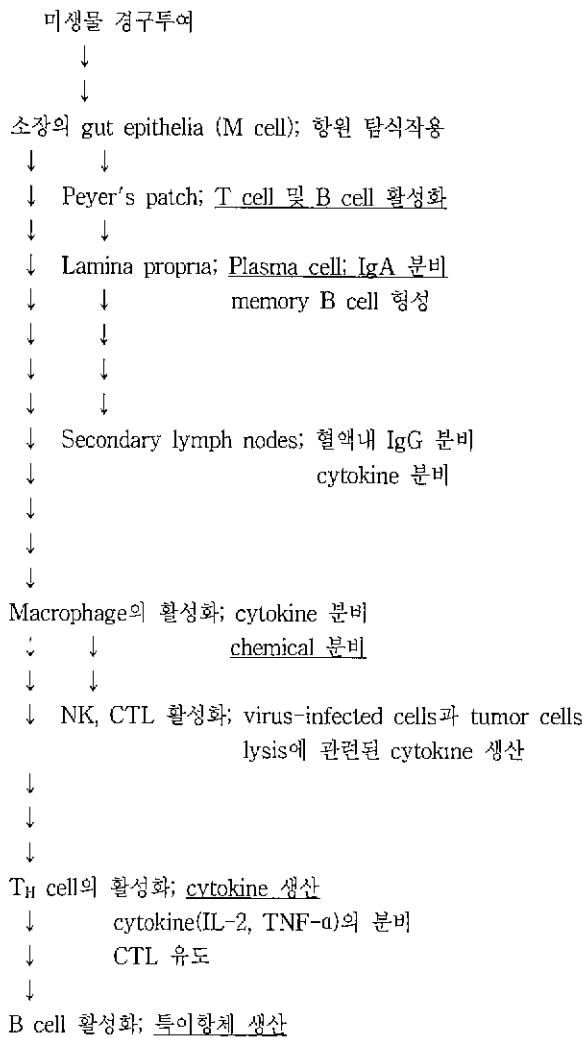 미생물 경구투여
↓
↓
소장의 gut epithelia (M cell); 항원 탐식작용
↓ ↓
↓ Peyer's patch; T cell 및 B cell 활성화
↓ ↓
↓ Lamina propria; Plasma cell; IgA 분비
↓ ↓ memory B cell 형성
↓ ↓
↓ ↓
↓ ↓
↓ Secondary lymph nodes; 혈액내 IgG 분비
↓ cytokine 분비
↓
↓
↓
Macrophage의 활성화; cytokine 분비
↓ ↓ chemical 분비
↓ ↓
↓ NK, CTL 활성화; virus-infected cells과 tumor cells
lysis에 관련된 cytokine 생산
↓
↓
↓
TH cell의 활성화; cytokine 생산
↓ cytokine(IL-2, TNF-α)의 분비
↓ CTL 유도
↓
B cell 활성화; 특이항체 생산